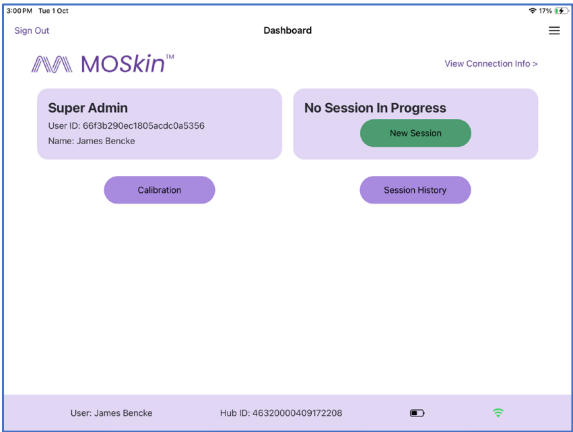 3:00 PM Tue 1 Oct 17%
Sign Out Dashboard
MOSkin™ View Connection Info >
Super Admin
User ID: 66f3b290ec1805acdc0a5356
Name: James Bencke
No Session In Progress
New Session
Calibration Session History
User: James Bencke Hub ID: 46320000409172208